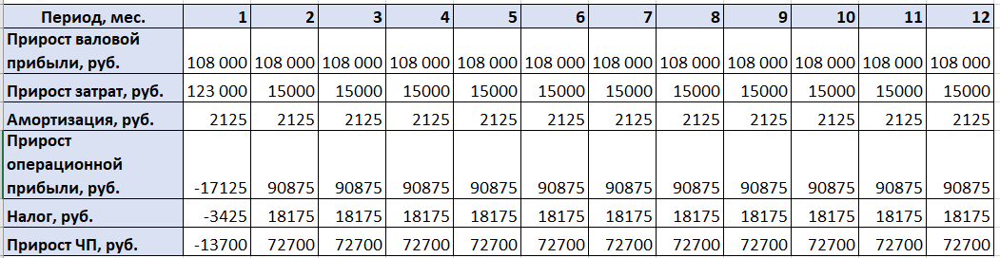 Период, мес. 1 2 3 4 5 6 7 8 9 10 11 12
Прирост валовой
прибыли, руб. 108 000 108 000 108 000 108 000 108 000 108 000 108 000 108 000 108 000 108 000 108 000 108 000
Прирост затрат, руб. 123 000 15000 15000 15000 15000 15000 15000 15000 15000 15000 15000 15000
Амортизация, руб. 2125 2125 2125 2125 2125 2125 2125 2125 2125 2125 2125 2125
Прирост
операционной
прибыли, руб. -17125 90875 90875 90875 90875 90875 90875 90875 90875 90875 90875 90875
Налог, руб. -3425 18175 18175 18175 18175 18175 18175 18175 18175 18175 18175 18175
Прирост ЧП, руб. -13700 72700 72700 72700 72700 72700 72700 72700 72700 72700 72700 72700